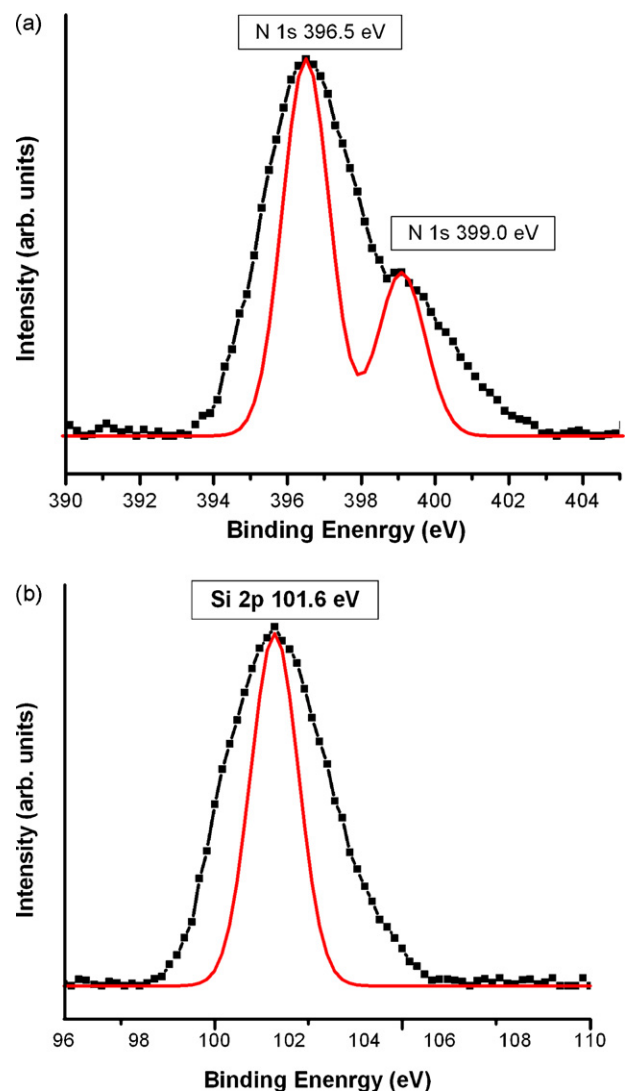 (a)
N 1s 396.5 eV
N 1s 399.0 eV
Intensity (arb. units)
390 392 394 396 398 400 402 404
Binding Enenrgy (eV)
(b)
Si 2p 101.6 eV
Intensity (arb. units)
96 98 100 102 104 106 108 110
Binding Enenrgy (eV)